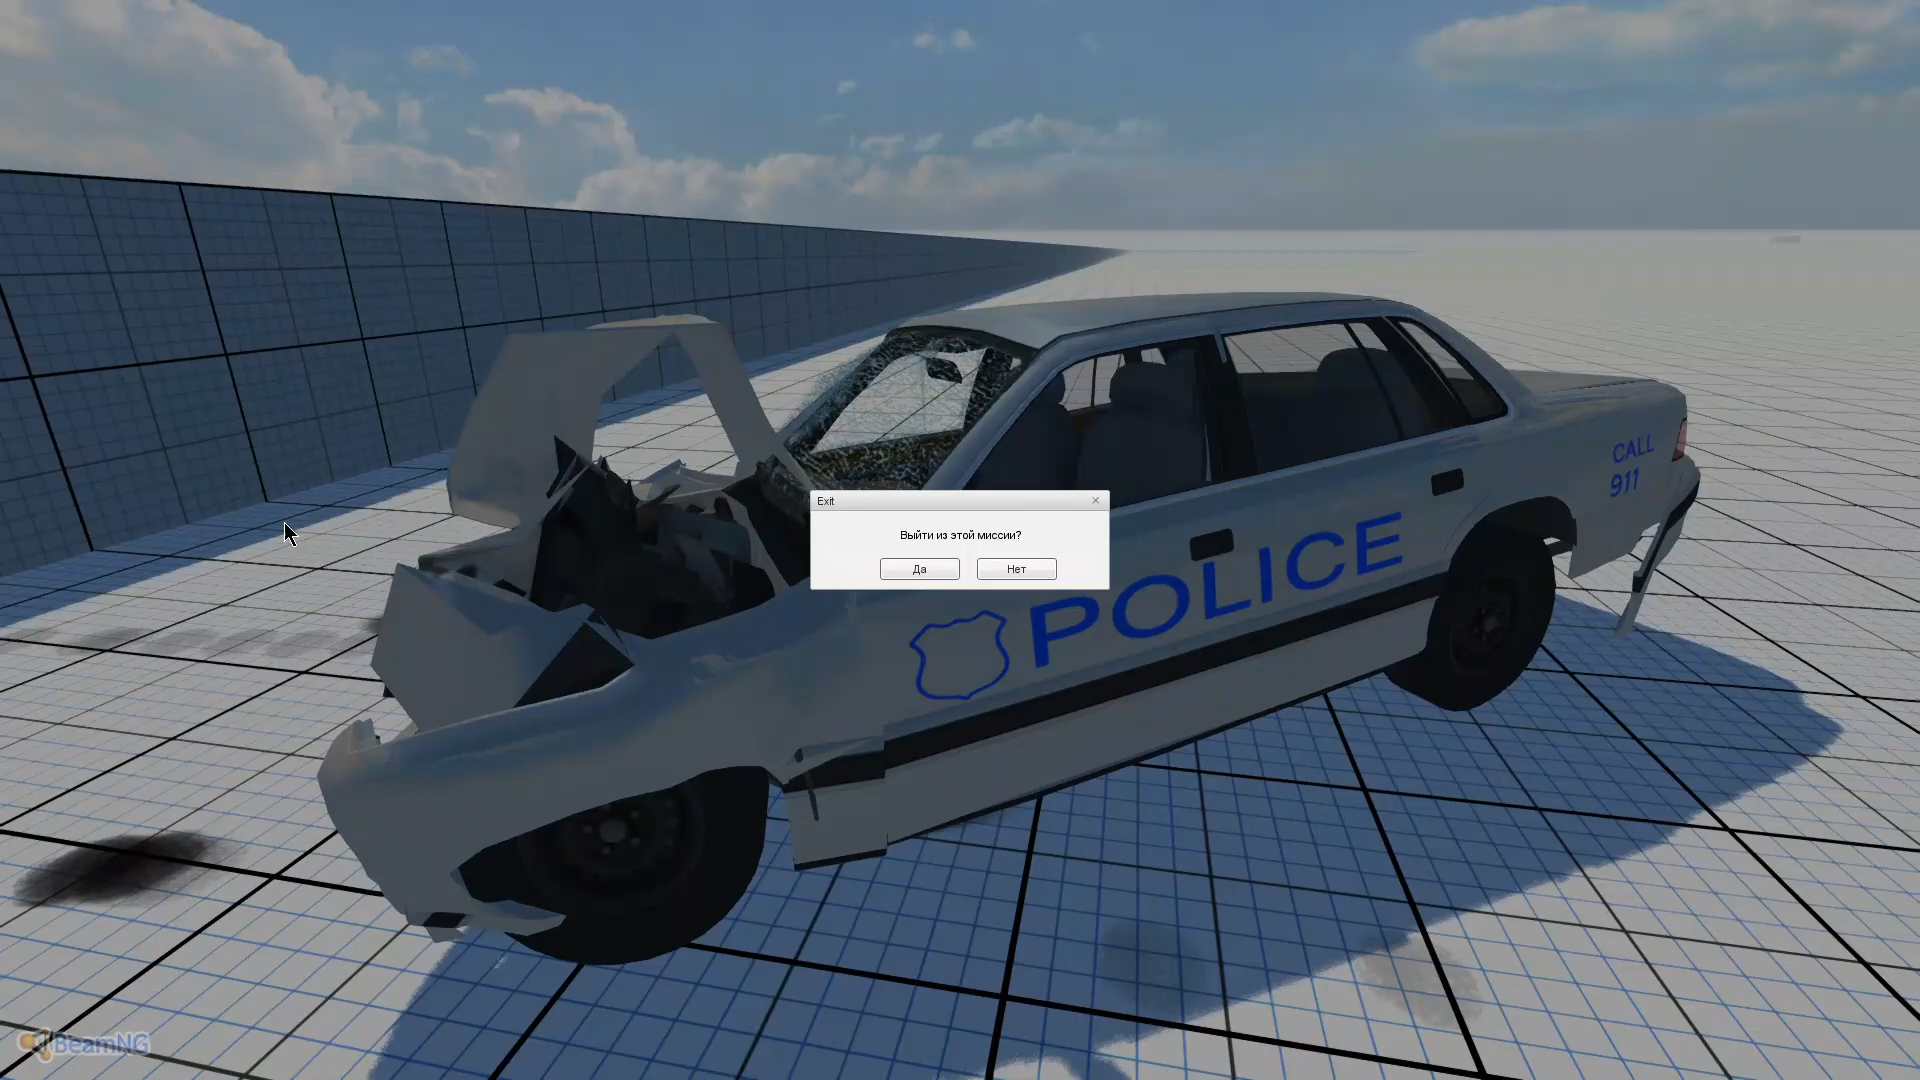 CALL
911
Exit
Выйти из этой миссии?
Да Нет
POLICE
BeamNG